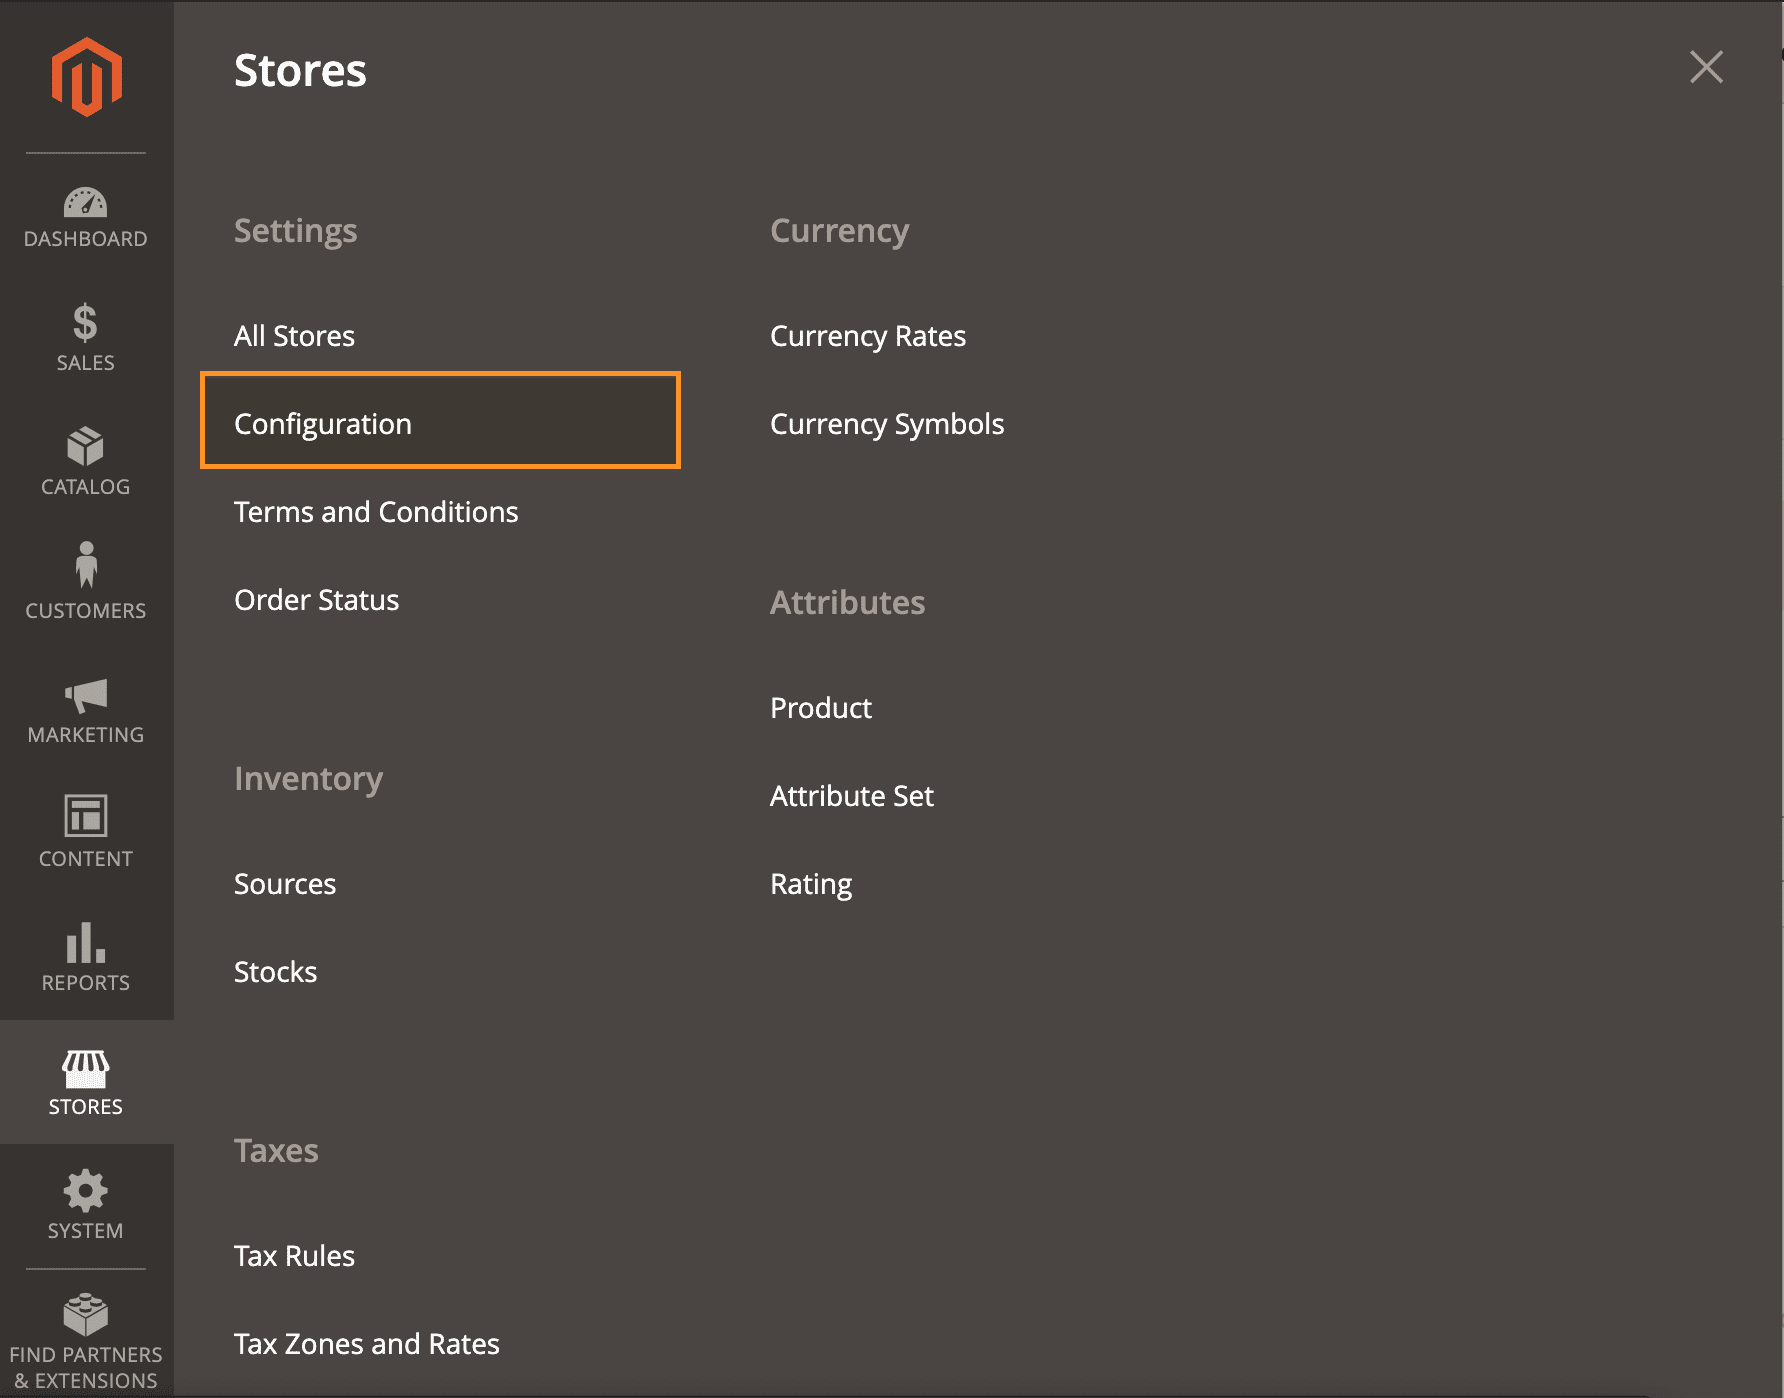 DASHBOARD
SALES
CATALOG
CUSTOMERS
MARKETING
CONTENT
REPORTS
STORES
SYSTEM
FIND PARTNERS
& EXTENSIONS
Stores
Settings
All Stores
Configuration
Terms and Conditions
Order Status
Inventory
Sources
Stocks
Taxes
Tax Rules
Tax Zones and Rates
Currency
Currency Rates
Currency Symbols
Attributes
Product
Attribute Set
Rating